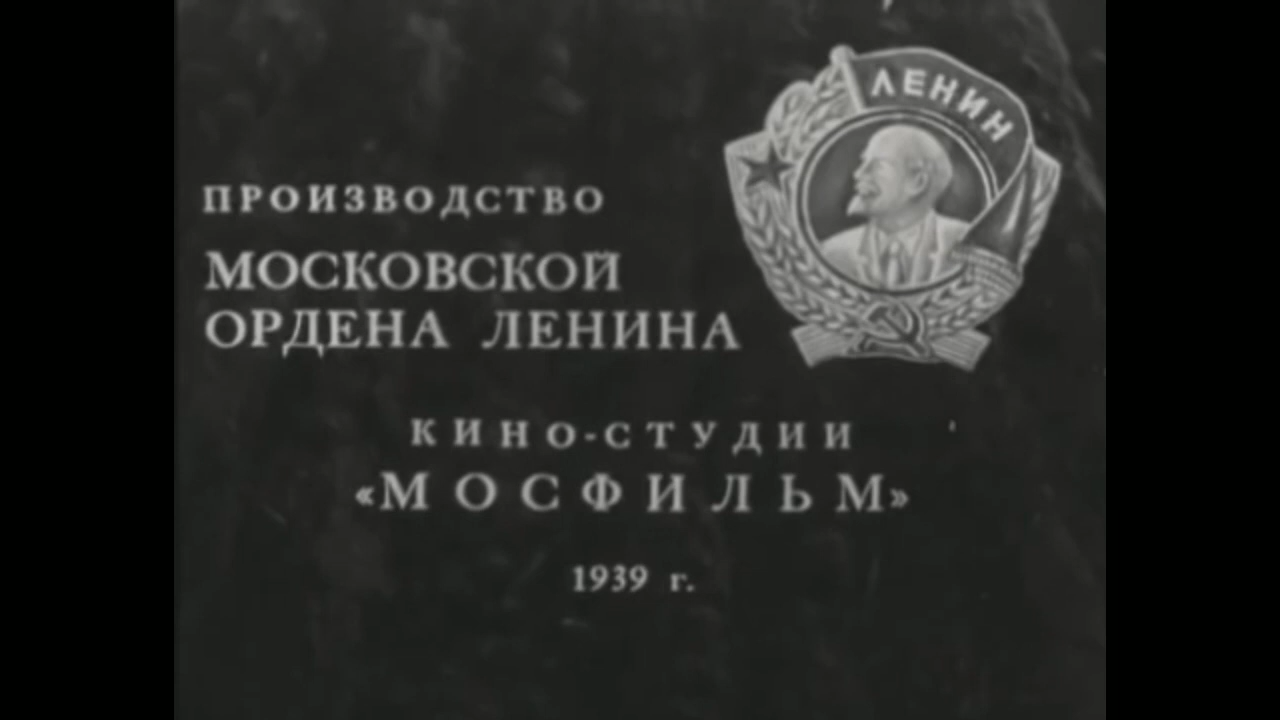 ЛЕНИН
ПРОИЗВОДСТВО
МОСКОВСКОЙ
ОРДЕНА ЛЕНИНА
КИНО-СТУДИИ
«МОСФИЛЬМ»
1939 г.